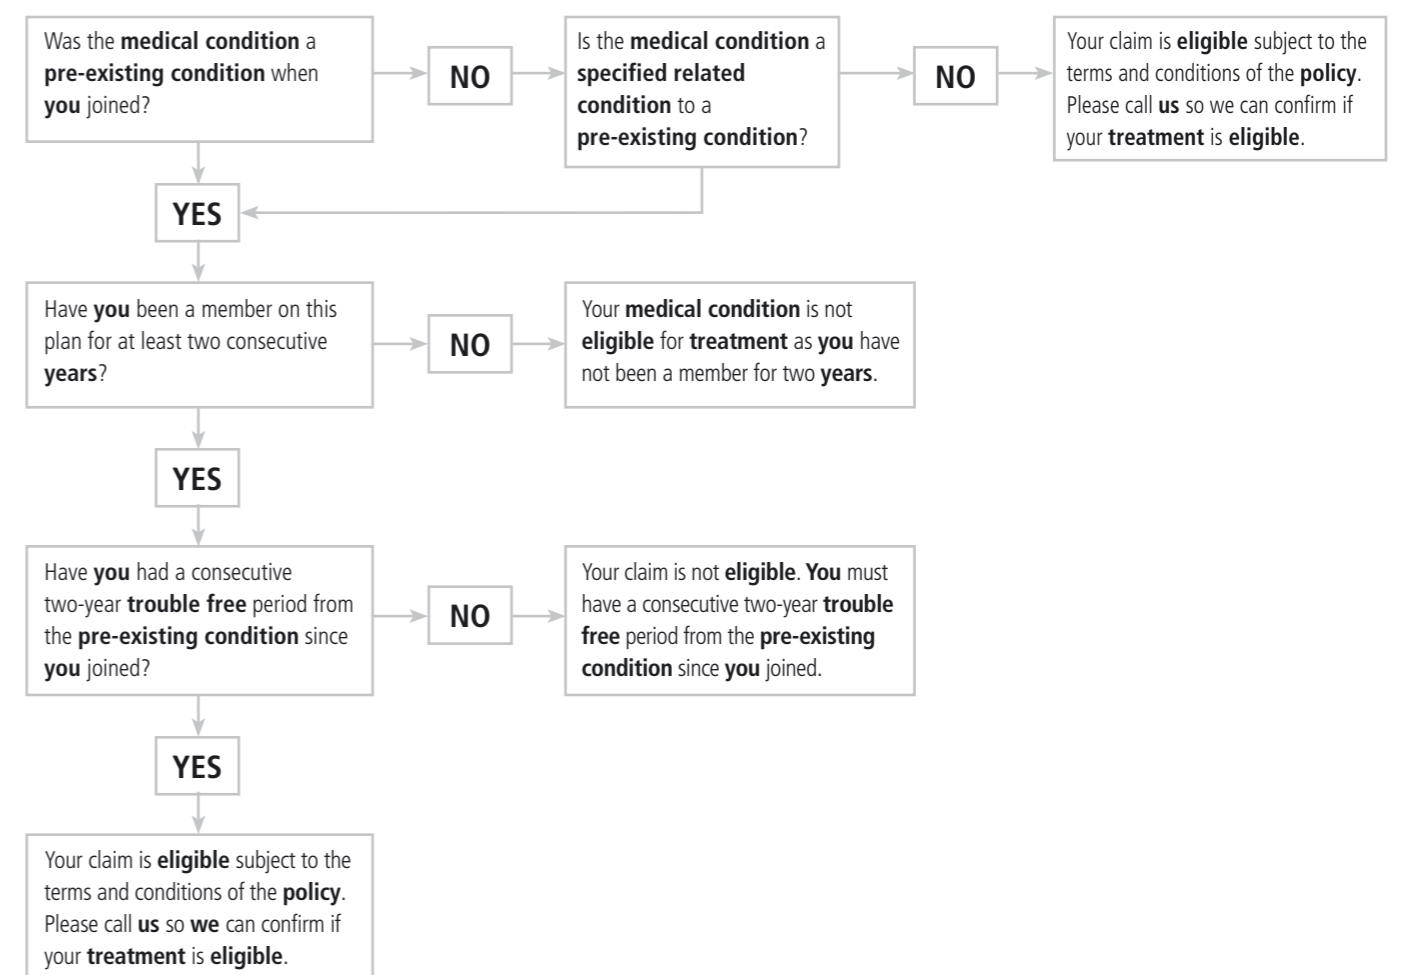 Was the medical condition a
pre-existing condition when
you joined?
NO
Is the medical condition a
specified related
condition to a
pre-existing condition?
NO
Your claim is eligible subject to the
terms and conditions of the policy.
Please call us so we can confirm if
your treatment is eligible.
YES
Have you been a member on this
plan for at least two consecutive
years?
NO
Your medical condition is not
eligible for treatment as you have
not been a member for two years.
YES
Have you had a consecutive
two-year trouble free period from
the pre-existing condition since
you joined?
NO
Your claim is not eligible. You must
have a consecutive two-year trouble
free period from the pre-existing
condition since you joined.
YES
Your claim is eligible subject to the
terms and conditions of the policy.
Please call us so we can confirm if
your treatment is eligible.